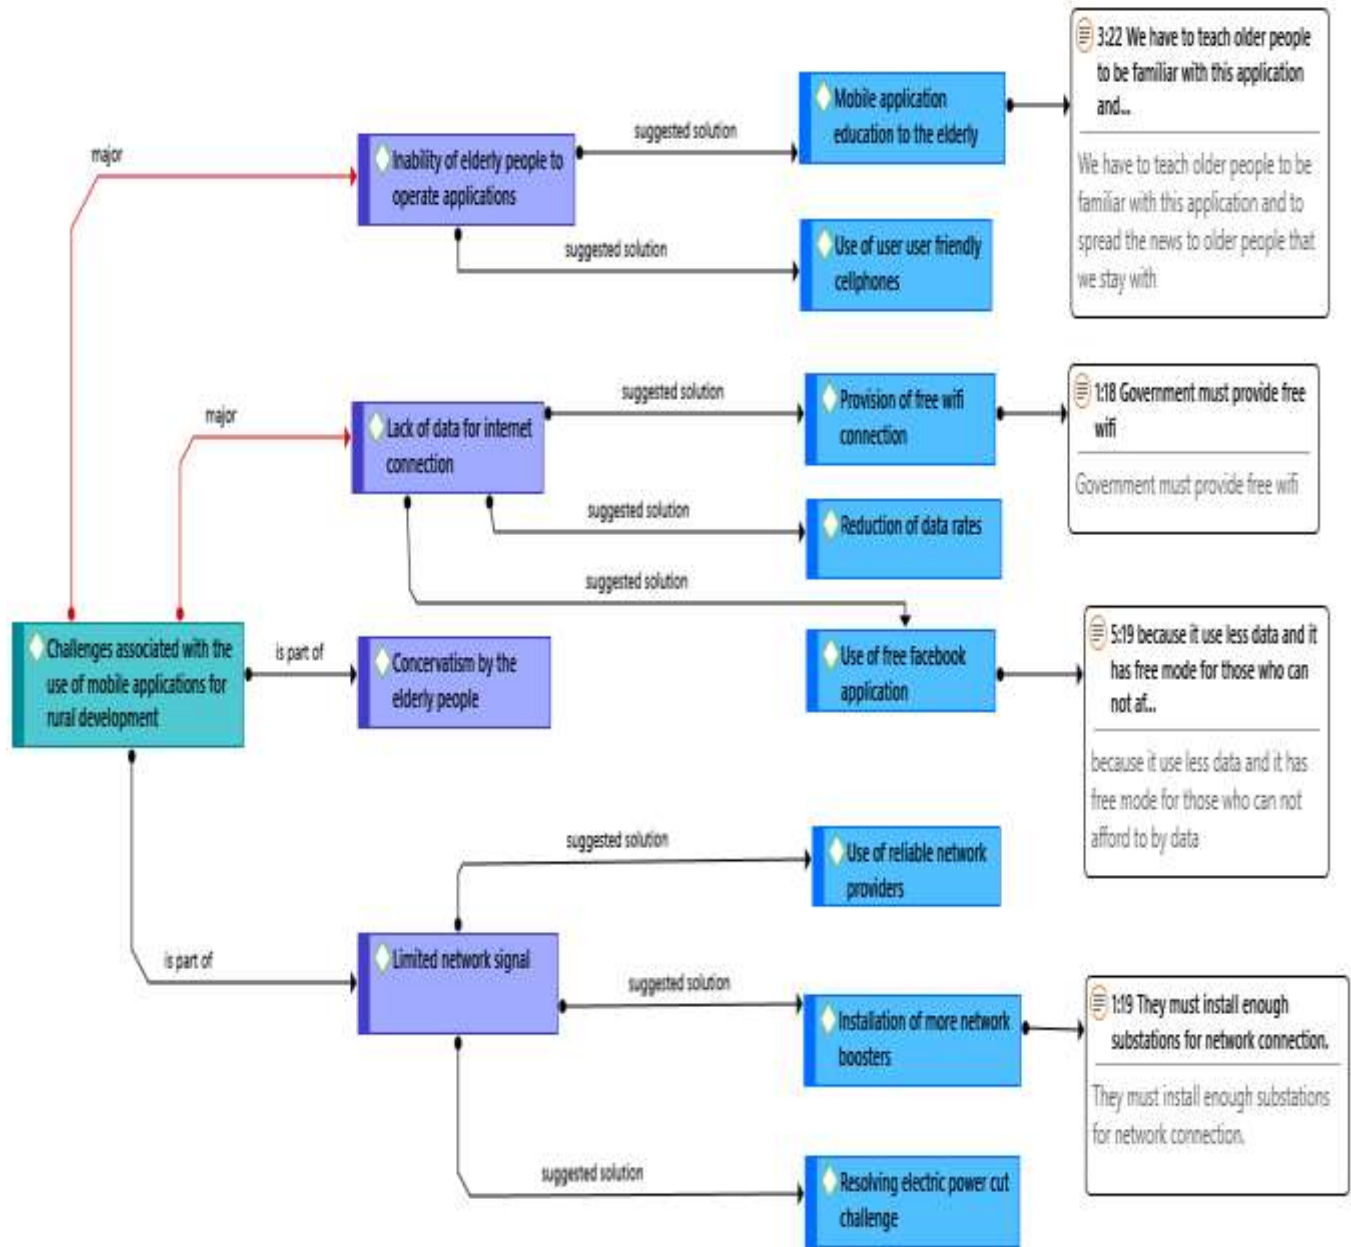 3:22 We have to teach older people
to be familiar with this application
and...
We have to teach older people to be
familiar with this application and to
spread the news to older people that
we stay with
Mobile application
education to the elderly
suggested solution
major
Inability of elderly people to
operate applications
suggested solution
Use of user user friendly
cellphones
suggested solution
Provision of free wifi
connection
1:18 Government must provide free
wifi
Government must provide free wifi
major
Lack of data for internet
connection
suggested solution
Reduction of data rates
suggested solution
Challenges associated with the
use of mobile applications for
rural development
is part of
Concervatism by the
elderly people
Use of free facebook
application
5:19 because it use less data and it
has free mode for those who can
not af...
because it use less data and it has
free mode for those who can not
afford to by data
suggested solution
Use of reliable network
providers
is part of
Limited network signal
suggested solution
Installation of more network
boosters
1:19 They must install enough
substations for network connection.
They must install enough substations
for network connection.
suggested solution
Resolving electric power cut
challenge